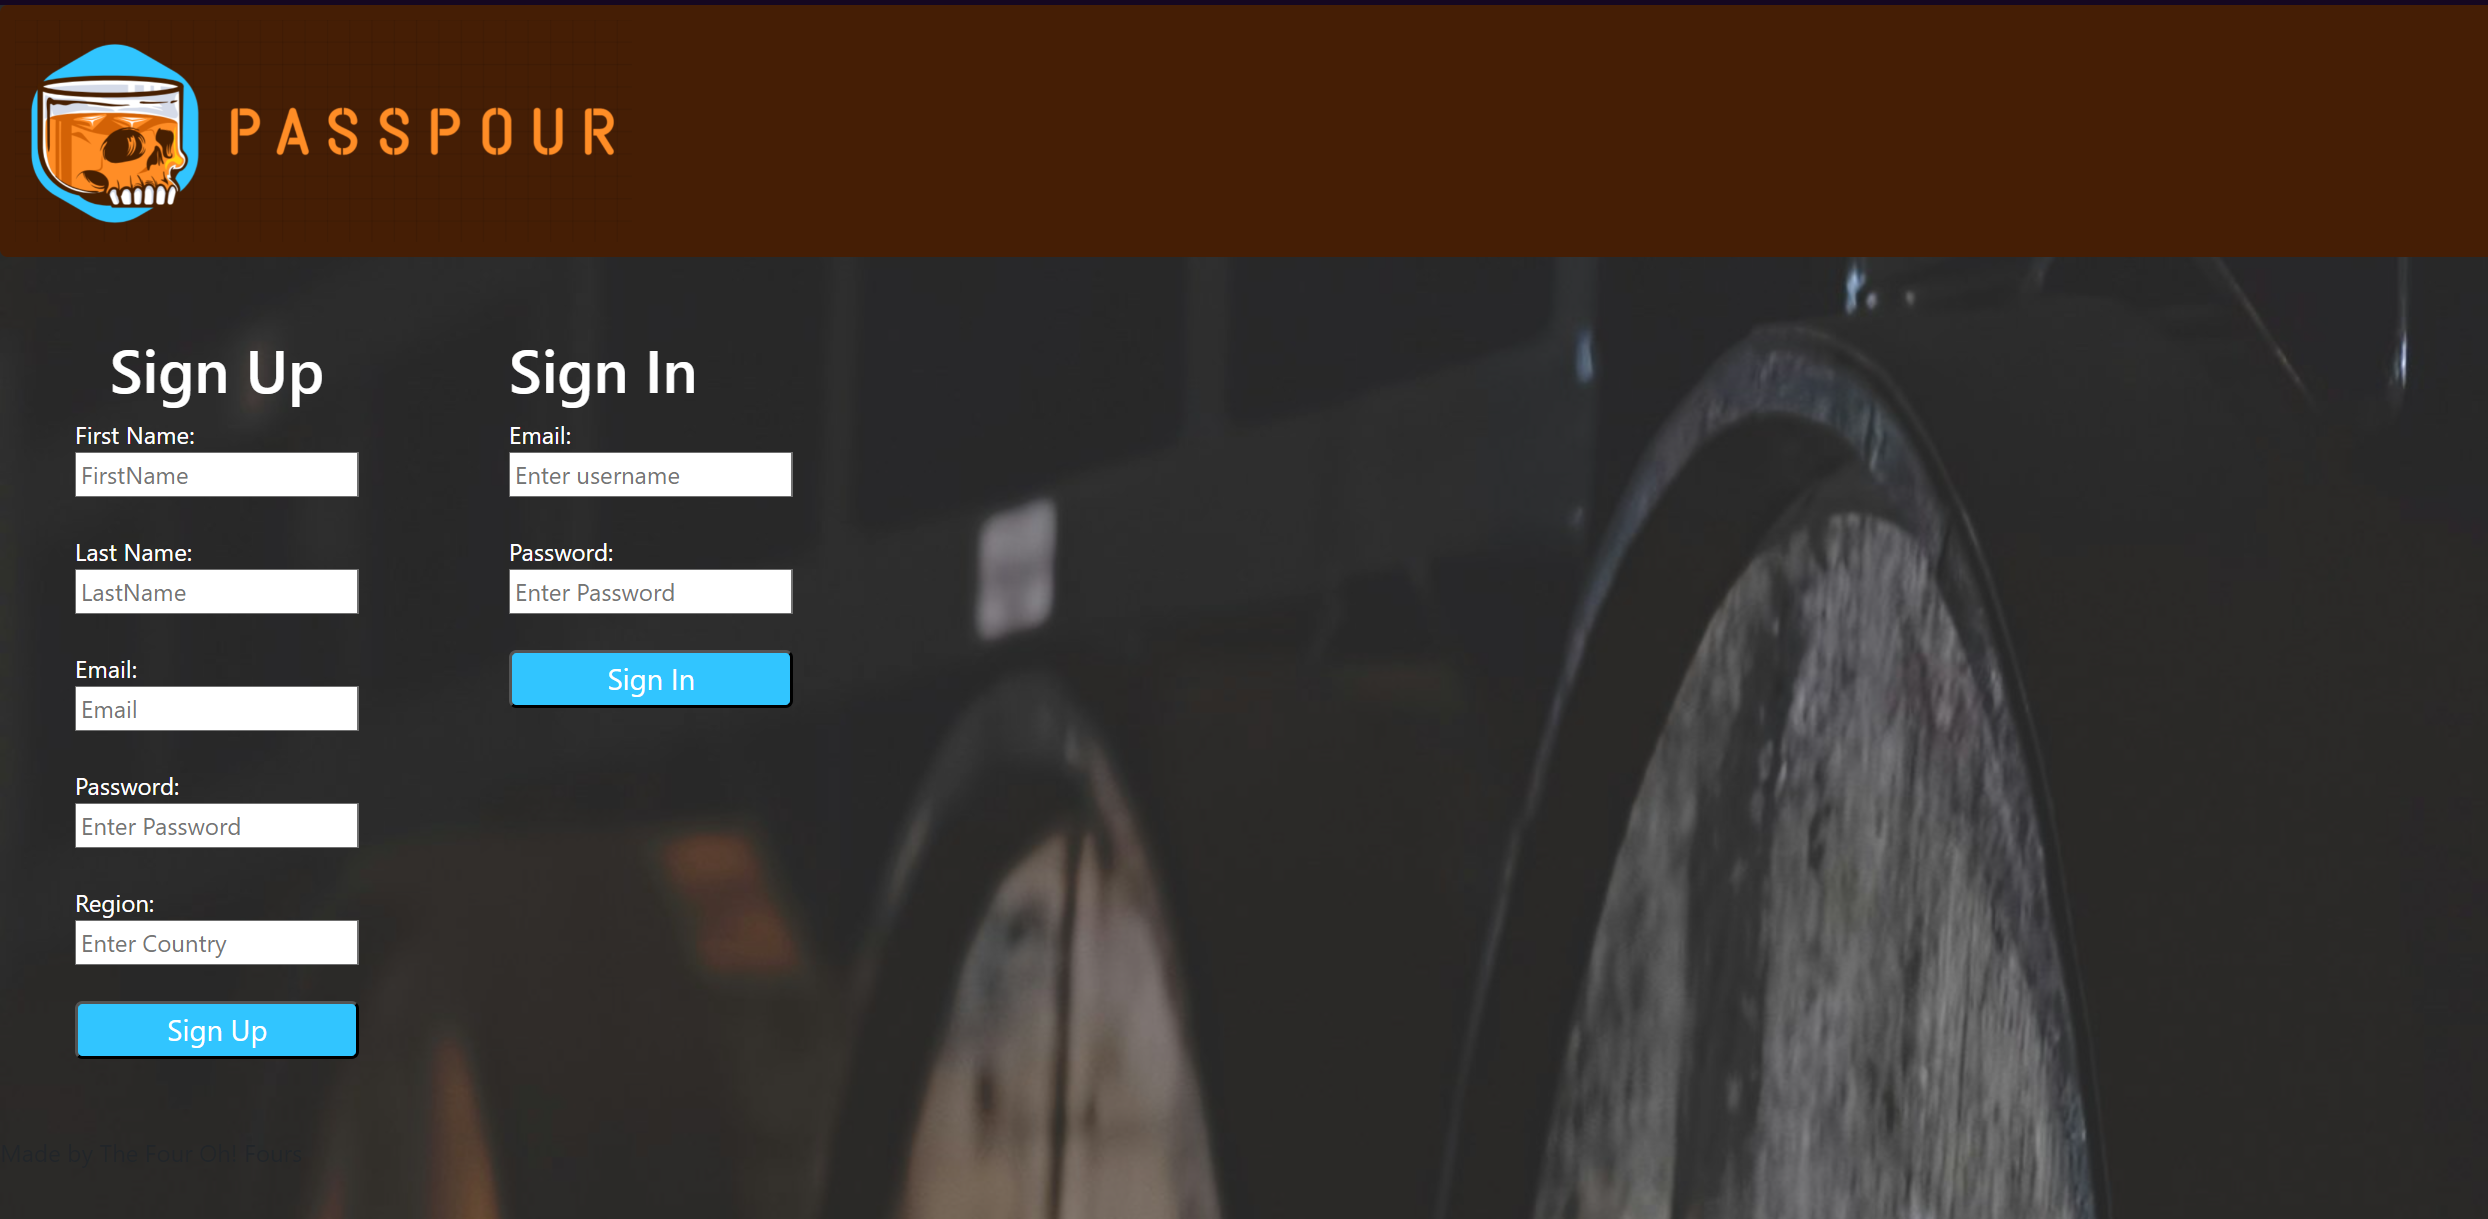 PASSPOUR
Sign Up
First Name:
FirstName
Last Name:
LastName
Email:
Email
Password:
Enter Password
Region:
Enter Country
Sign Up
Sign In
Email:
Enter username
Password:
Enter Password
Sign In
Made by The Four Oh! Fours